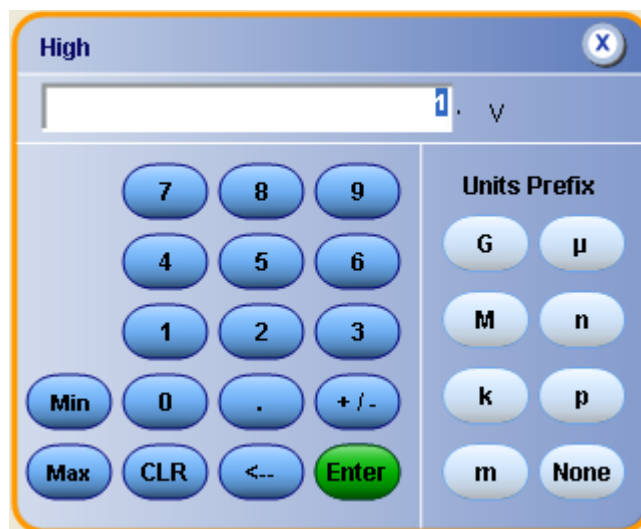 High X
1 . V
Units Prefix
7 8 9
G µ
4 5 6
M n
1 2 3
k p
Min 0 . +/-
m None
Max CLR <-- Enter